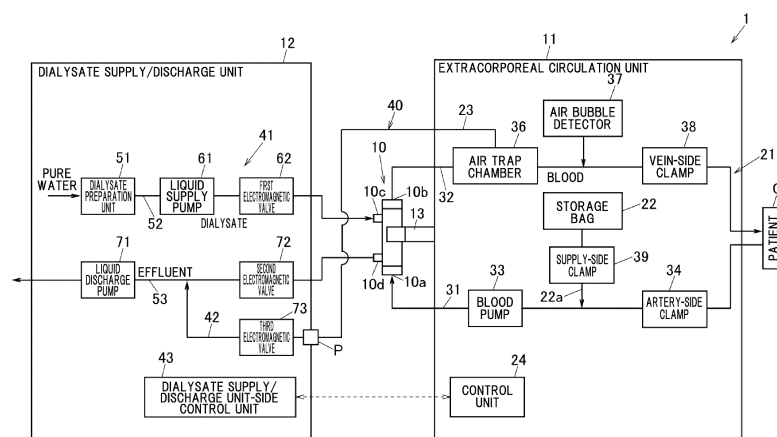 1
12
11
DIALYSATE SUPPLY/DISCHARGE UNIT
EXTRACORPOREAL CIRCULATION UNIT
37
40
23
AIR BUBBLE
DETECTOR
36
38
41
10
21
51
61
62
AIR TRAP
CHAMBER
VEIN-SIDE
CLAMP
PURE
WATER
DIALYSATE
PREPARATION
UNIT
LIQUID
SUPPLY
PUMP
FIRST
ELECTROMAGNETIC
VALVE
10c
10b
32
BLOOD
52
DIALYSATE
13
STORAGE
BAG
22
PATIENT
71
72
LIQUID
DISCHARGE
PUMP
EFFLUENT
53
SECOND
ELECTROMAGNETIC
VALVE
10d
10a
33
SUPPLY-SIDE
CLAMP
39
34
22a
31
BLOOD
PUMP
ARTERY-SIDE
CLAMP
42
73
THIRD
ELECTROMAGNETIC
VALVE
P
43
24
DIALYSATE SUPPLY/
DISCHARGE UNIT-SIDE
CONTROL UNIT
CONTROL
UNIT